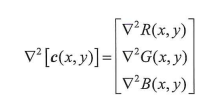 ∇²[c(x,y)] = [∇²R(x,y)
∇²G(x,y)
∇²B(x,y)]